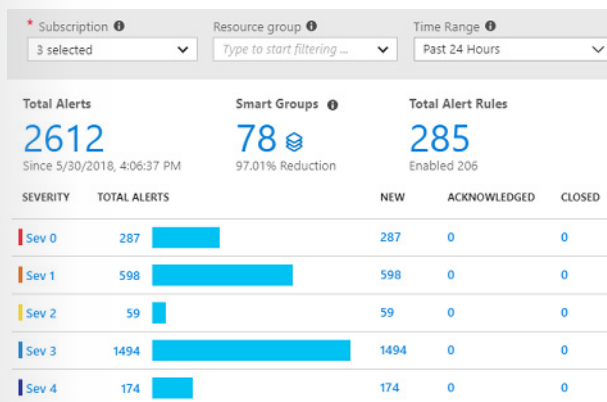 * Subscription Resource group Time Range
3 selected Type to start filtering ... Past 24 Hours
Total Alerts Smart Groups Total Alert Rules
2612 78 285
Since 5/30/2018, 4:06:37 PM 97.01% Reduction Enabled 206
SEVERITY TOTAL ALERTS NEW ACKNOWLEDGED CLOSED
Sev 0 287 287 0 0
Sev 1 598 598 0 0
Sev 2 59 59 0 0
Sev 3 1494 1494 0 0
Sev 4 174 174 0 0